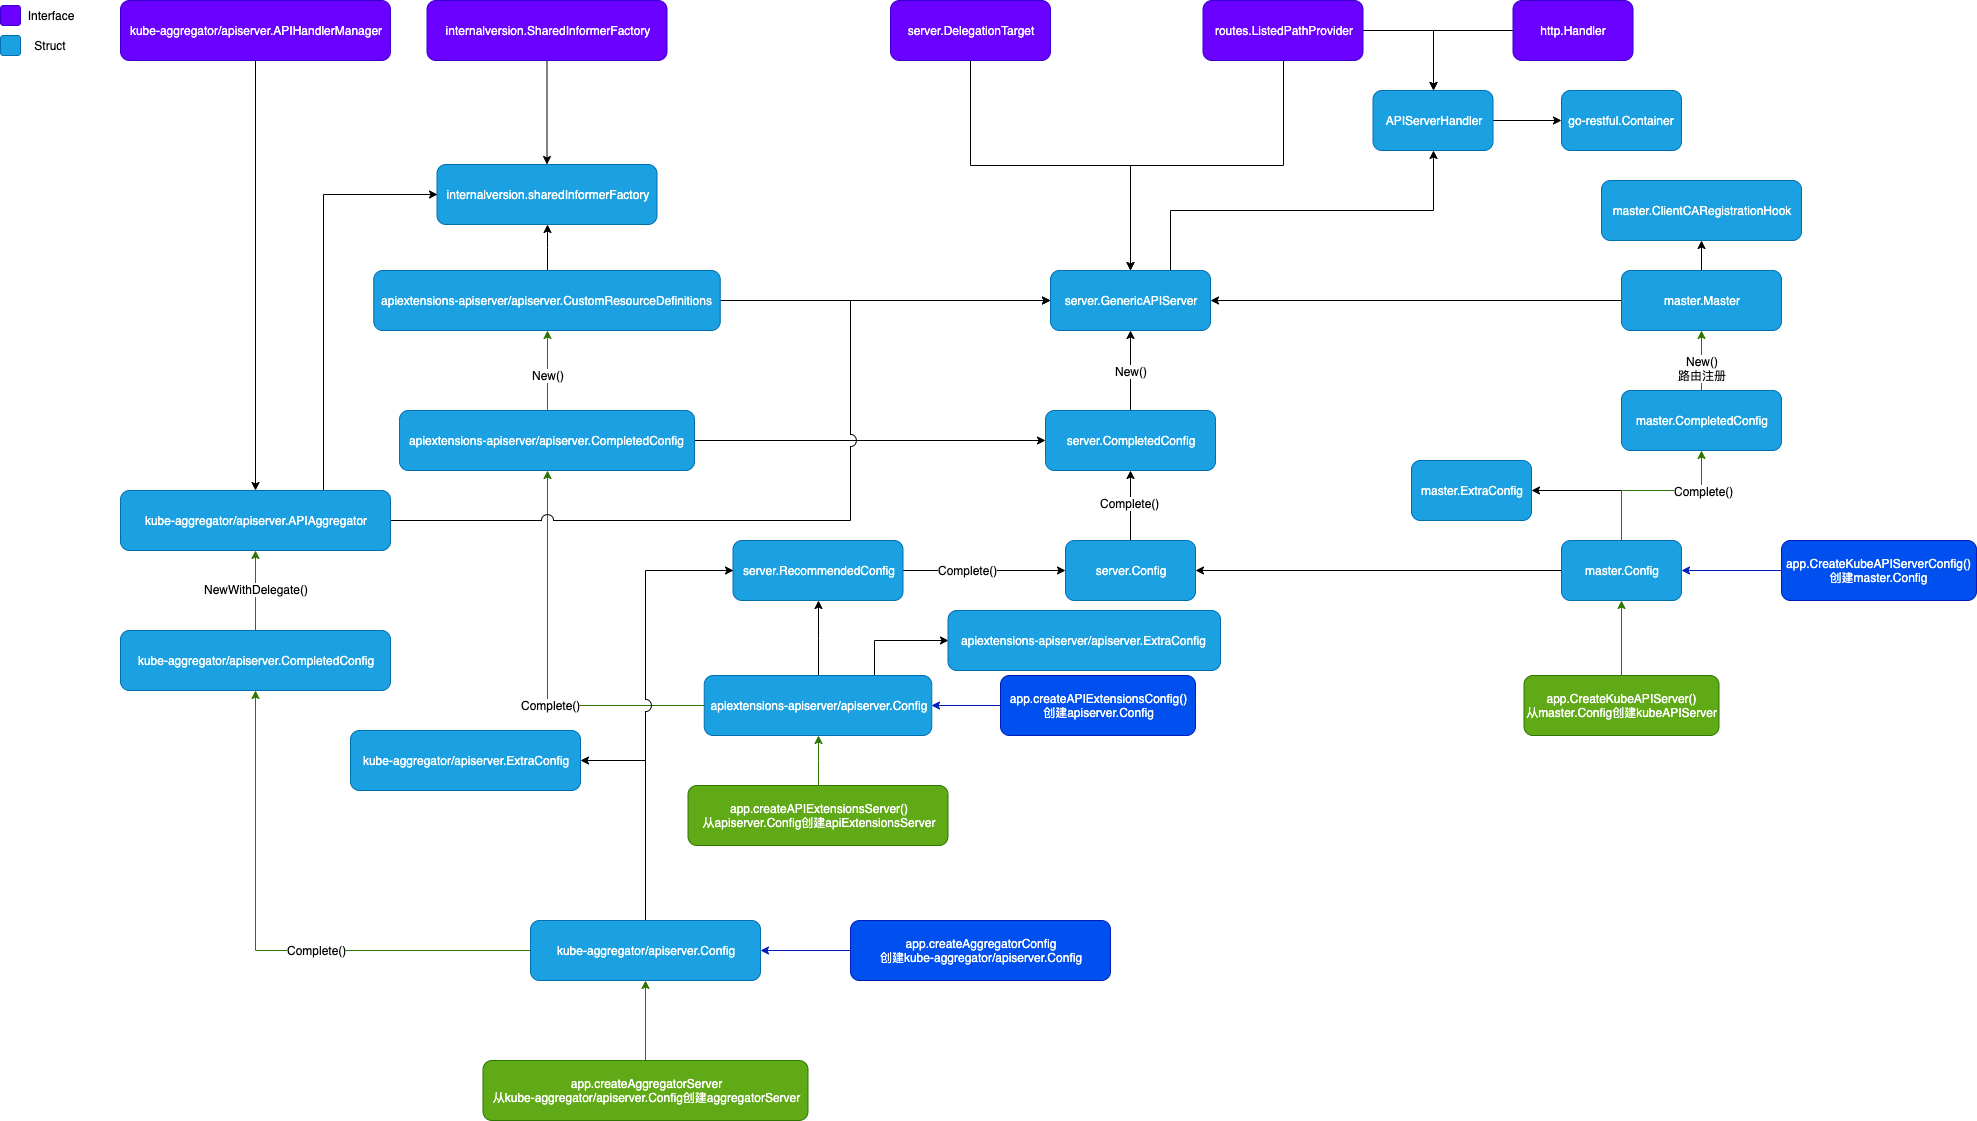 Interface
Struct
kube-aggregator/apiserver.APIHandlerManager
internalversion.SharedInformerFactory
server.DelegationTarget
routes.ListedPathProvider
http.Handler
APIServerHandler
go-restful.Container
internalversion.sharedInformerFactory
master.ClientCARegistrationHook
apiextensions-apiserver/apiserver.CustomResourceDefinitions
server.GenericAPIServer
master.Master
New()
New()
New()
路由注册
apiextensions-apiserver/apiserver.CompletedConfig
server.CompletedConfig
master.CompletedConfig
kube-aggregator/apiserver.APIAggregator
Complete()
master.ExtraConfig
Complete()
NewWithDelegate()
server.RecommendedConfig
Complete()
server.Config
master.Config
app.CreateKubeAPIServerConfig()
创建master.Config
kube-aggregator/apiserver.CompletedConfig
apiextensions-apiserver/apiserver.ExtraConfig
Complete()
apiextensions-apiserver/apiserver.Config
app.createAPIExtensionsConfig()
创建apiserver.Config
app.CreateKubeAPIServer()
从master.Config创建kubeAPIServer
kube-aggregator/apiserver.ExtraConfig
app.createAPIExtensionsServer()
从apiserver.Config创建apiExtensionsServer
Complete()
kube-aggregator/apiserver.Config
app.createAggregatorConfig
创建kube-aggregator/apiserver.Config
app.createAggregatorServer
从kube-aggregator/apiserver.Config创建aggregatorServer